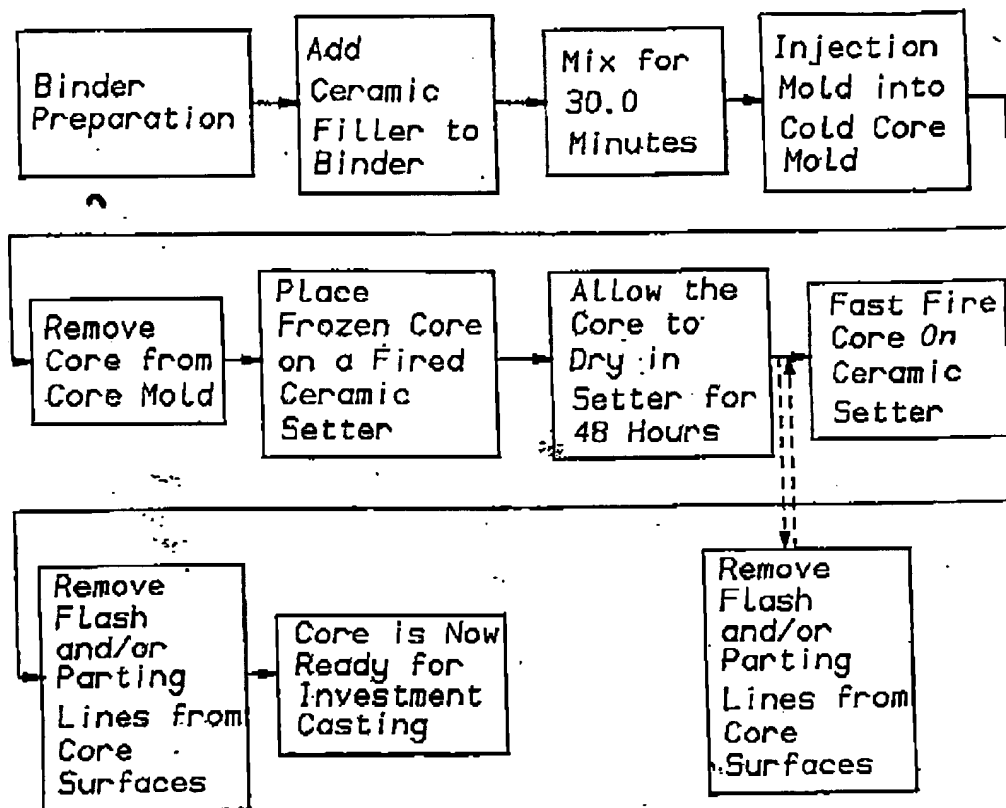 Binder
Preparation
Add
Ceramic
Filler to
Binder
Mix for
30.0
Minutes
Injection
Mold into
Cold Core
Mold
Remove
Core from
Core Mold
Place
Frozen Core
on a Fired
Ceramic
Setter
Allow the
Core to
Dry in
Setter for
48 Hours
Fast Fire
Core On
Ceramic
Setter
Remove
Flash
and/or
Parting
Lines from
Core
Surfaces
Core is Now
Ready for
Investment
Casting
Remove
Flash
and/or
Parting
Lines from
Core
Surfaces